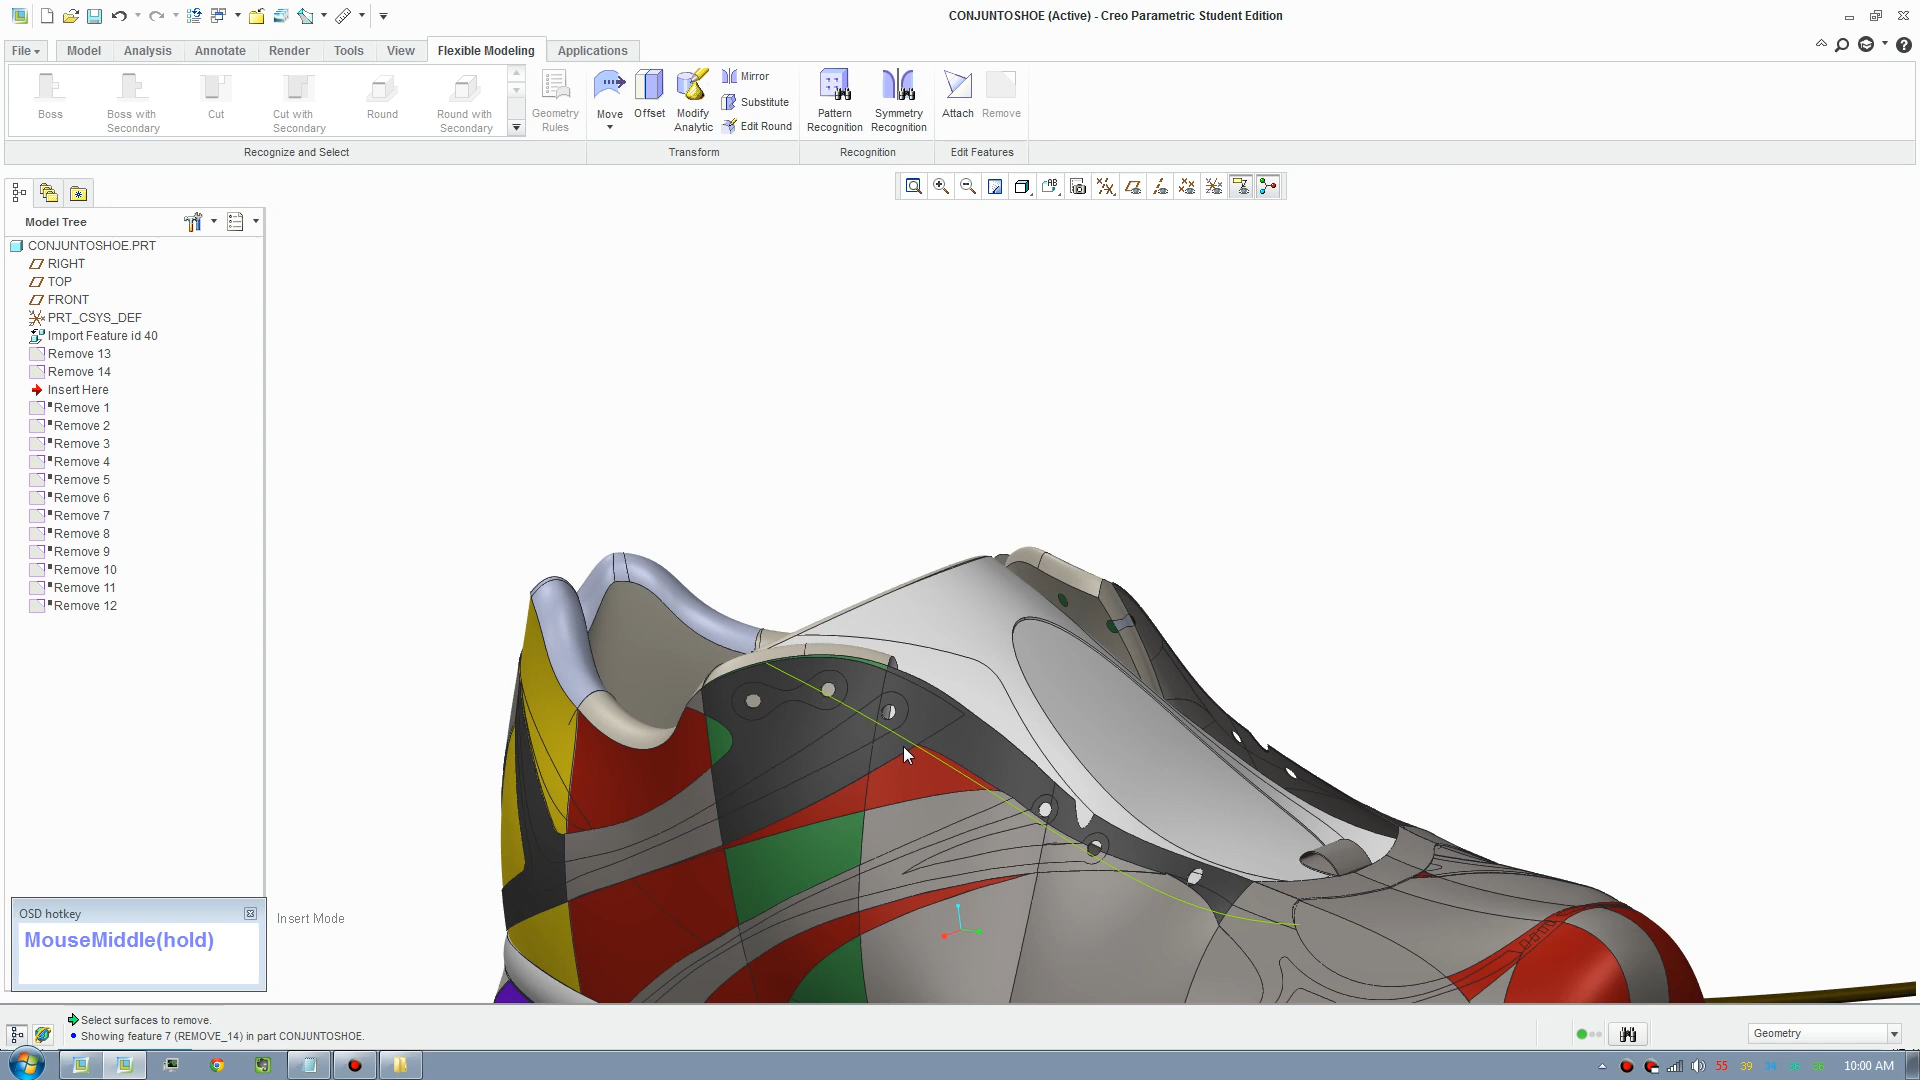 CONJUNTOSHOE (Active) - Creo Parametric Student Edition
File Model Analysis Annotate Render Tools View Flexible Modeling Applications
Boss
Boss with
Secondary
Cut
Cut with
Secondary
Round
Round with
Secondary
Geometry
Rules
Move
Offset
Modify
Analytic
Mirror
Substitute
Edit Round
Pattern
Recognition
Symmetry
Recognition
Attach
Remove
Recognize and Select
Transform
Recognition
Edit Features
Model Tree
CONJUNTOSHOE.PRT
RIGHT
TOP
FRONT
PRT_CSYS_DEF
Import Feature id 40
Remove 13
Remove 14
Insert Here
Remove 1
Remove 2
Remove 3
Remove 4
Remove 5
Remove 6
Remove 7
Remove 8
Remove 9
Remove 10
Remove 11
Remove 12
OSD hotkey
MouseMiddle(hold)
Insert Mode
Select surfaces to remove.
Showing feature 7 (REMOVE_14) in part CONJUNTOSHOE.
Geometry
55 39
10:00 AM